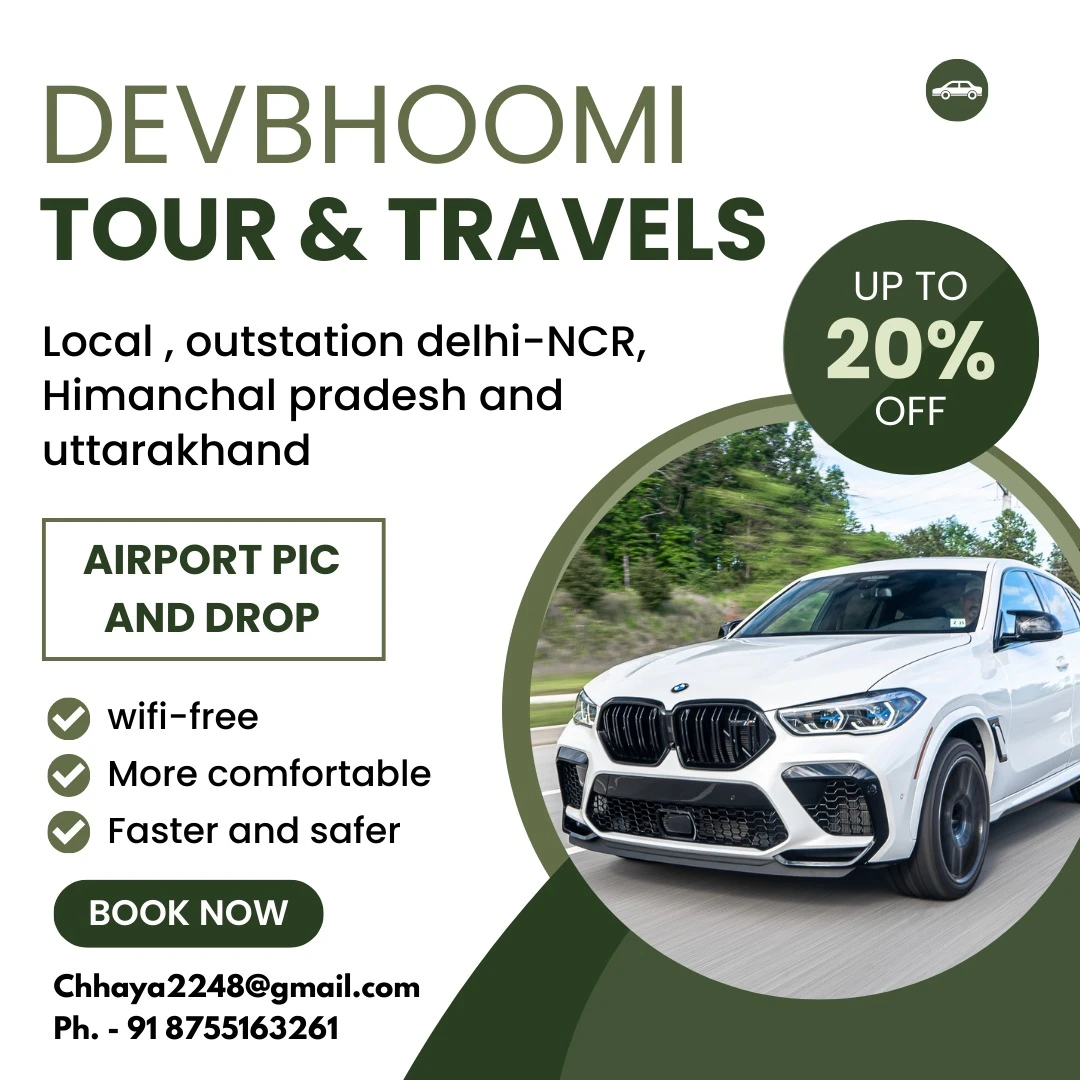 DEVBHOOMI
TOUR & TRAVELS
UP TO
20%
OFF
Local , outstation delhi-NCR,
Himanchal pradesh and
uttarakhand
AIRPORT PIC
AND DROP
wifi-free
More comfortable
Faster and safer
BOOK NOW
Chhaya2248@gmail.com
Ph. - 91 8755163261